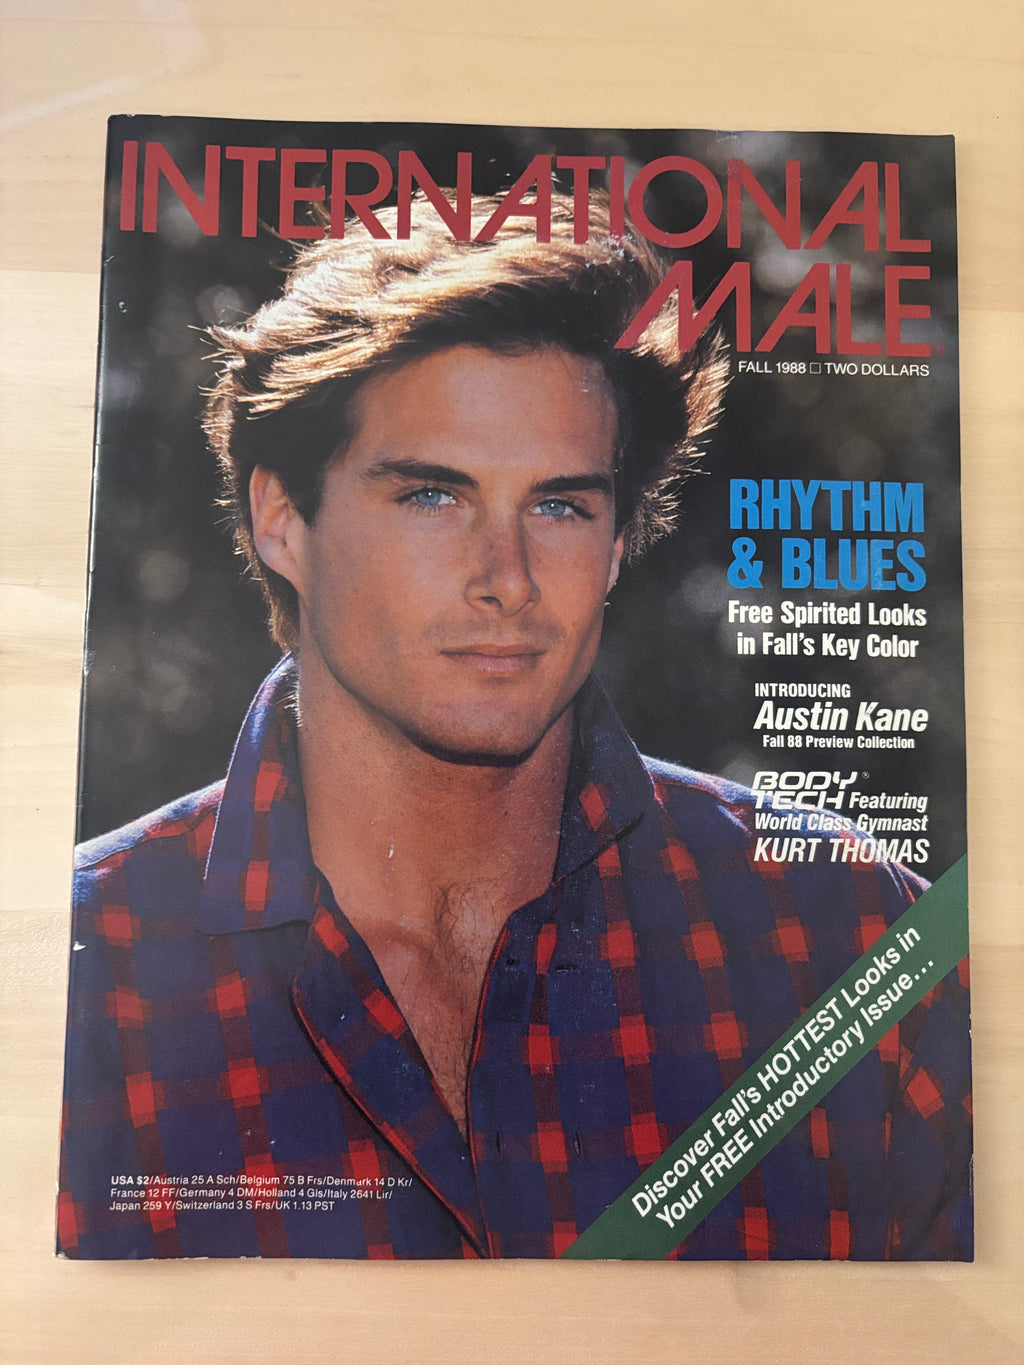 INTERNATIONAL
MALE
FALL 1988 □ TWO DOLLARS
RHYTHM
& BLUES
Free Spirited Looks
in Fall's Key Color
INTRODUCING
Austin Kane
Fall 88 Preview Collection
BODY®
TECH Featuring
World Class Gymnast
KURT THOMAS
Discover Fall's HOTTEST Looks in
Your FREE Introductory Issue...
USA $2/Austria 25 A Sch/Belgium 75 B Frs/Denmark 14 D Kr/
France 12 FF/Germany 4 DM/Holland 4 Gls/Italy 2641 Lir/
Japan 259 Y/Switzerland 3 S Frs/UK 1.13 PST